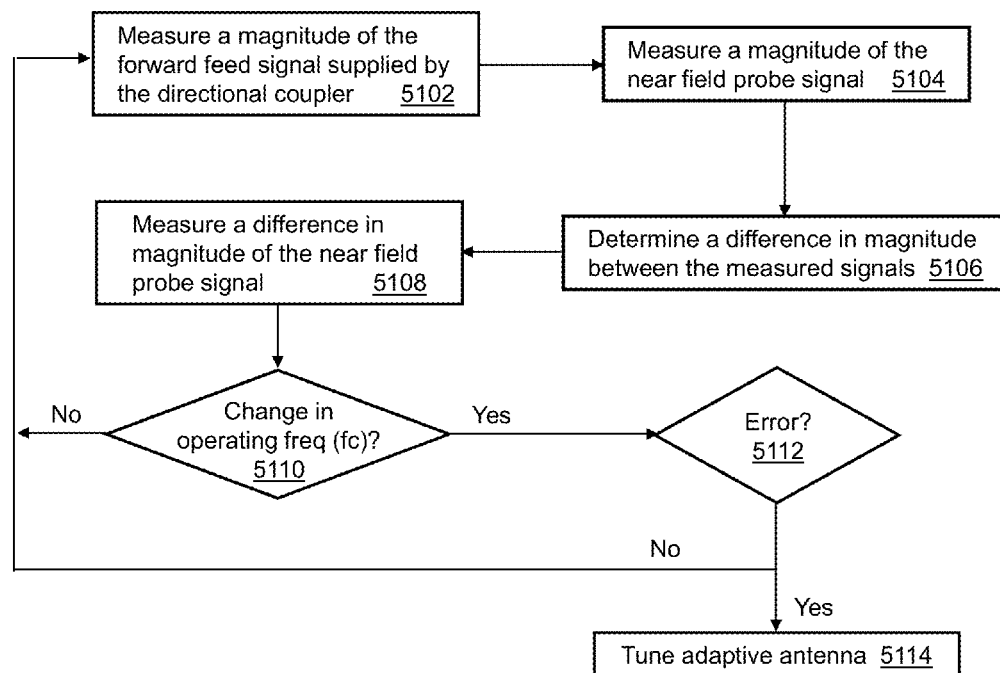 Measure a magnitude of the
forward feed signal supplied by
the directional coupler 5102
Measure a magnitude of the
near field probe signal 5104
Measure a difference in
magnitude of the near field
probe signal 5108
Determine a difference in magnitude
between the measured signals 5106
No
Change in
operating freq (fc)?
5110
Yes
Error?
5112
No
Yes
Tune adaptive antenna 5114